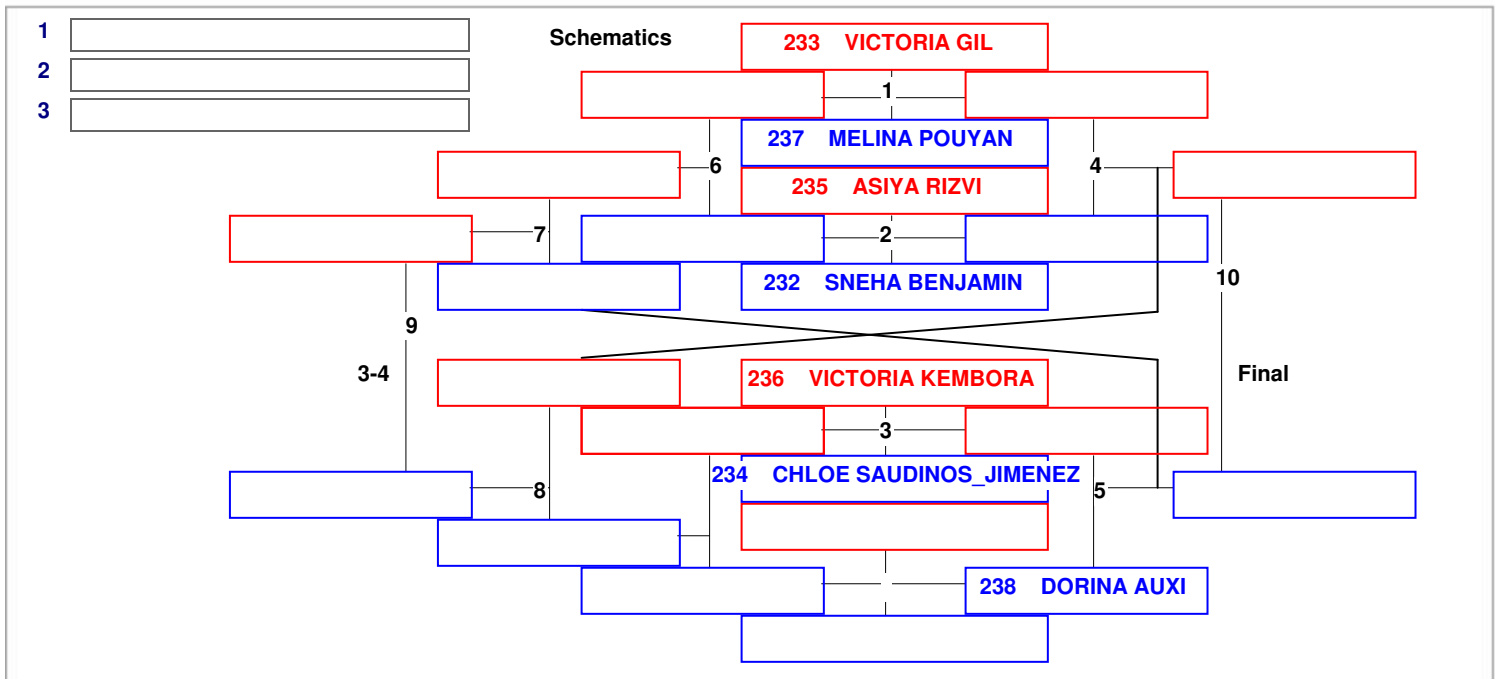 1
Schematics
233 VICTORIA GIL
2
1
3
237 MELINA POUYAN
6
4
235 ASIYA RIZVI
7
2
232 SNEHA BENJAMIN
10
9
3-4
236 VICTORIA KEMBORA
Final
3
234 CHLOE SAUDINOS_JIMENEZ
8
5
238 DORINA AUXI